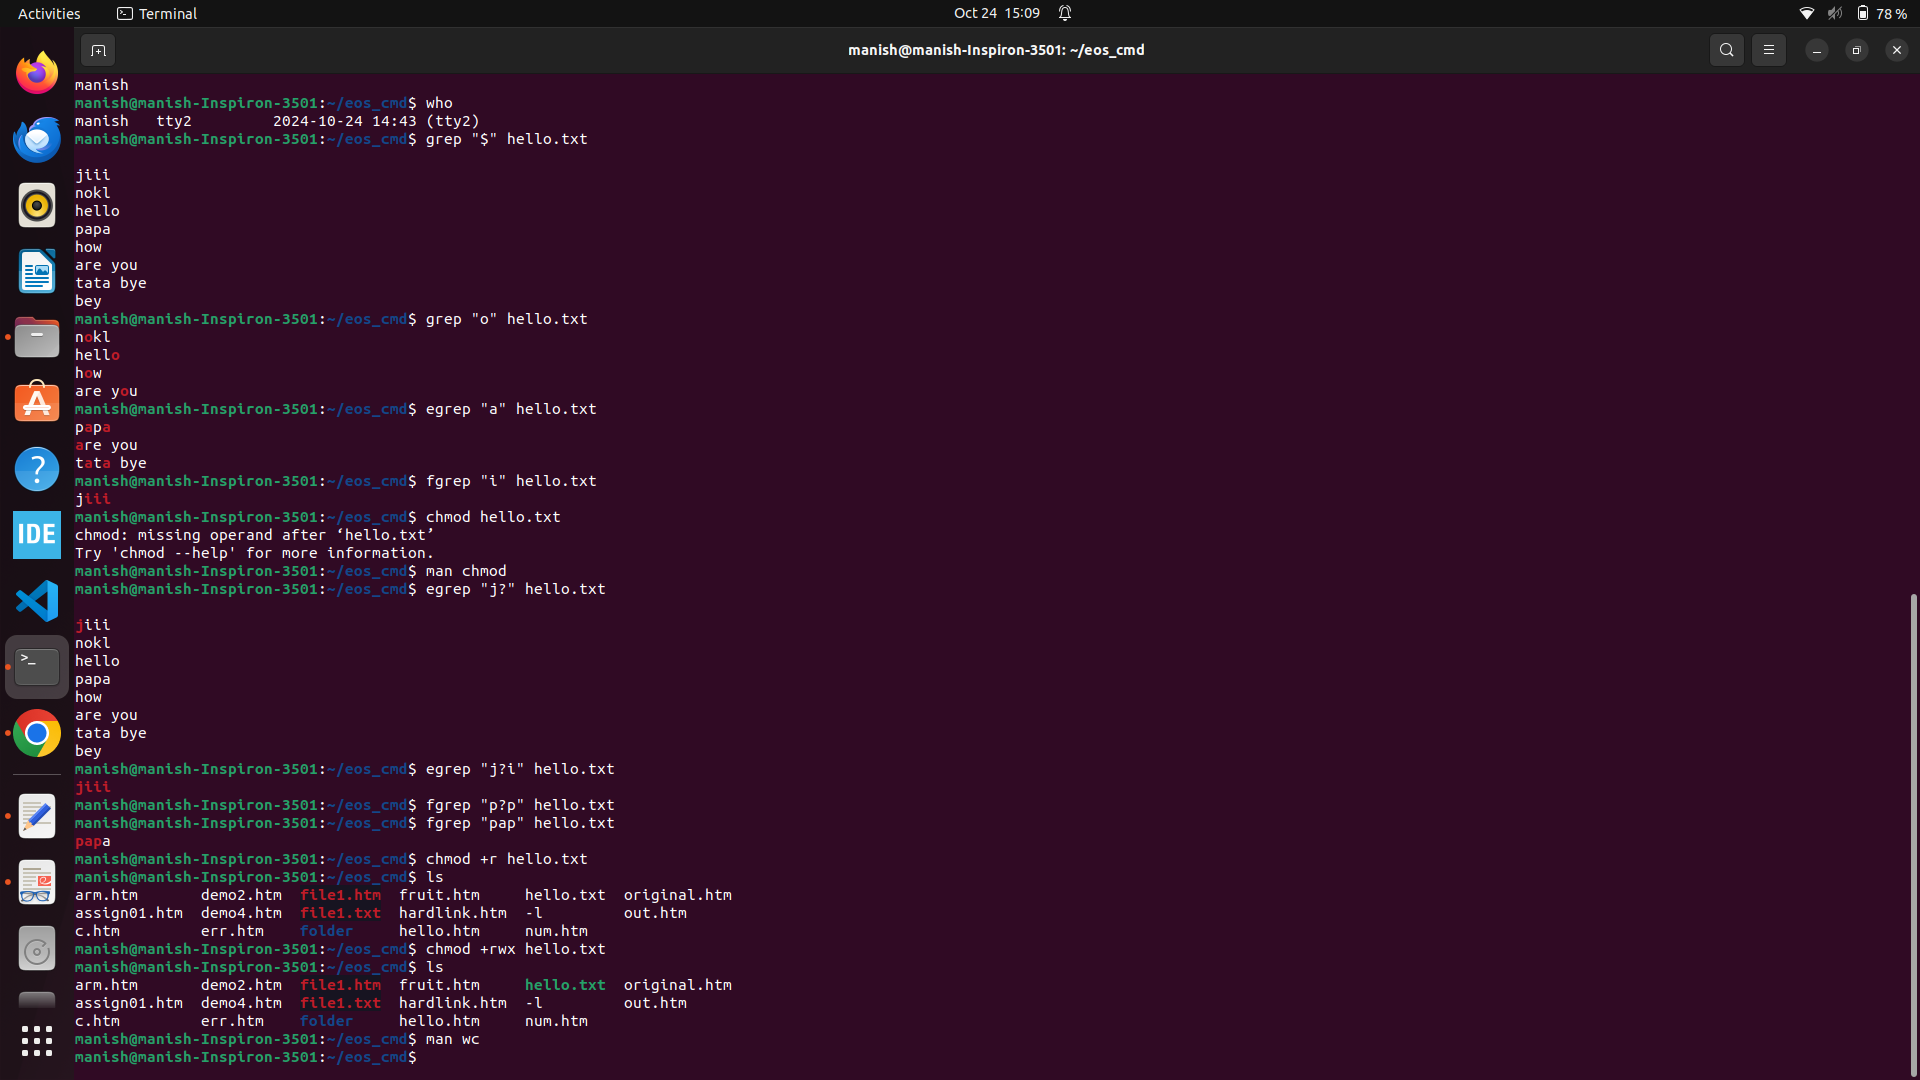 Activities
Terminal
Oct 24 15:09
78 %
manish@manish-Inspiron-3501: ~/eos_cmd
manish
manish@manish-Inspiron-3501:~/eos_cmd$ who
manish   tty2         2024-10-24 14:43 (tty2)
manish@manish-Inspiron-3501:~/eos_cmd$ grep "$" hello.txt
jiii
nokl
hello
papa
how
are you
tata bye
bey
manish@manish-Inspiron-3501:~/eos_cmd$ grep "o" hello.txt
nokl
hello
how
are you
manish@manish-Inspiron-3501:~/eos_cmd$ egrep "a" hello.txt
papa
are you
tata bye
manish@manish-Inspiron-3501:~/eos_cmd$ fgrep "i" hello.txt
jiii
manish@manish-Inspiron-3501:~/eos_cmd$ chmod hello.txt
chmod: missing operand after ‘hello.txt’
Try 'chmod --help' for more information.
manish@manish-Inspiron-3501:~/eos_cmd$ man chmod
manish@manish-Inspiron-3501:~/eos_cmd$ egrep "j?" hello.txt
jiii
nokl
hello
papa
how
are you
tata bye
bey
manish@manish-Inspiron-3501:~/eos_cmd$ egrep "j?i" hello.txt
jiii
manish@manish-Inspiron-3501:~/eos_cmd$ fgrep "p?p" hello.txt
manish@manish-Inspiron-3501:~/eos_cmd$ fgrep "pap" hello.txt
papa
manish@manish-Inspiron-3501:~/eos_cmd$ chmod +r hello.txt
manish@manish-Inspiron-3501:~/eos_cmd$ ls
arm.htm       demo2.htm  file1.htm  fruit.htm     hello.txt  original.htm
assign01.htm  demo4.htm  file1.txt  hardlink.htm  -l         out.htm
c.htm         err.htm    folder     hello.htm     num.htm
manish@manish-Inspiron-3501:~/eos_cmd$ chmod +rwx hello.txt
manish@manish-Inspiron-3501:~/eos_cmd$ ls
arm.htm       demo2.htm  file1.htm  fruit.htm     hello.txt  original.htm
assign01.htm  demo4.htm  file1.txt  hardlink.htm  -l         out.htm
c.htm         err.htm    folder     hello.htm     num.htm
manish@manish-Inspiron-3501:~/eos_cmd$ man wc
manish@manish-Inspiron-3501:~/eos_cmd$
IDE